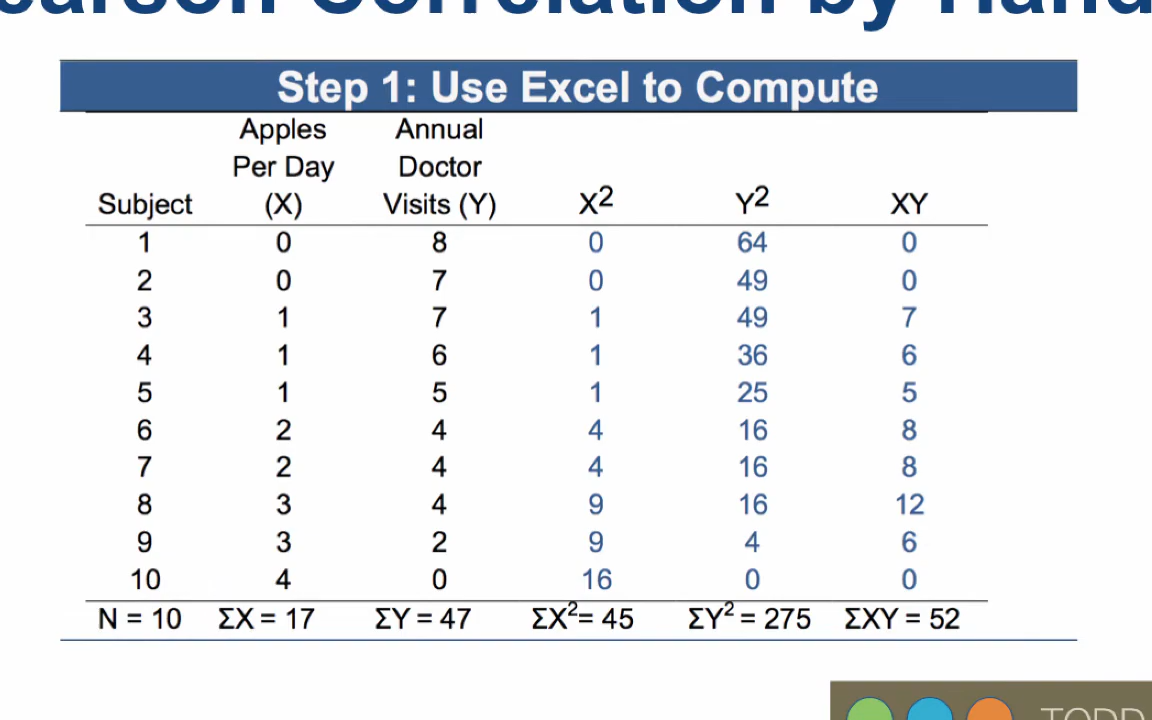 Pearson Correlation by Hand
Step 1: Use Excel to Compute
Apples Annual
Per Day Doctor
Subject (X) Visits (Y) X2 Y2 XY
1 0 8 0 64 0
2 0 7 0 49 0
3 1 7 1 49 7
4 1 6 1 36 6
5 1 5 1 25 5
6 2 4 4 16 8
7 2 4 4 16 8
8 3 4 9 16 12
9 3 2 9 4 6
10 4 0 16 0 0
N = 10 ΣX = 17 ΣY = 47 ΣX2= 45 ΣY2 = 275 ΣXY = 52
TODD